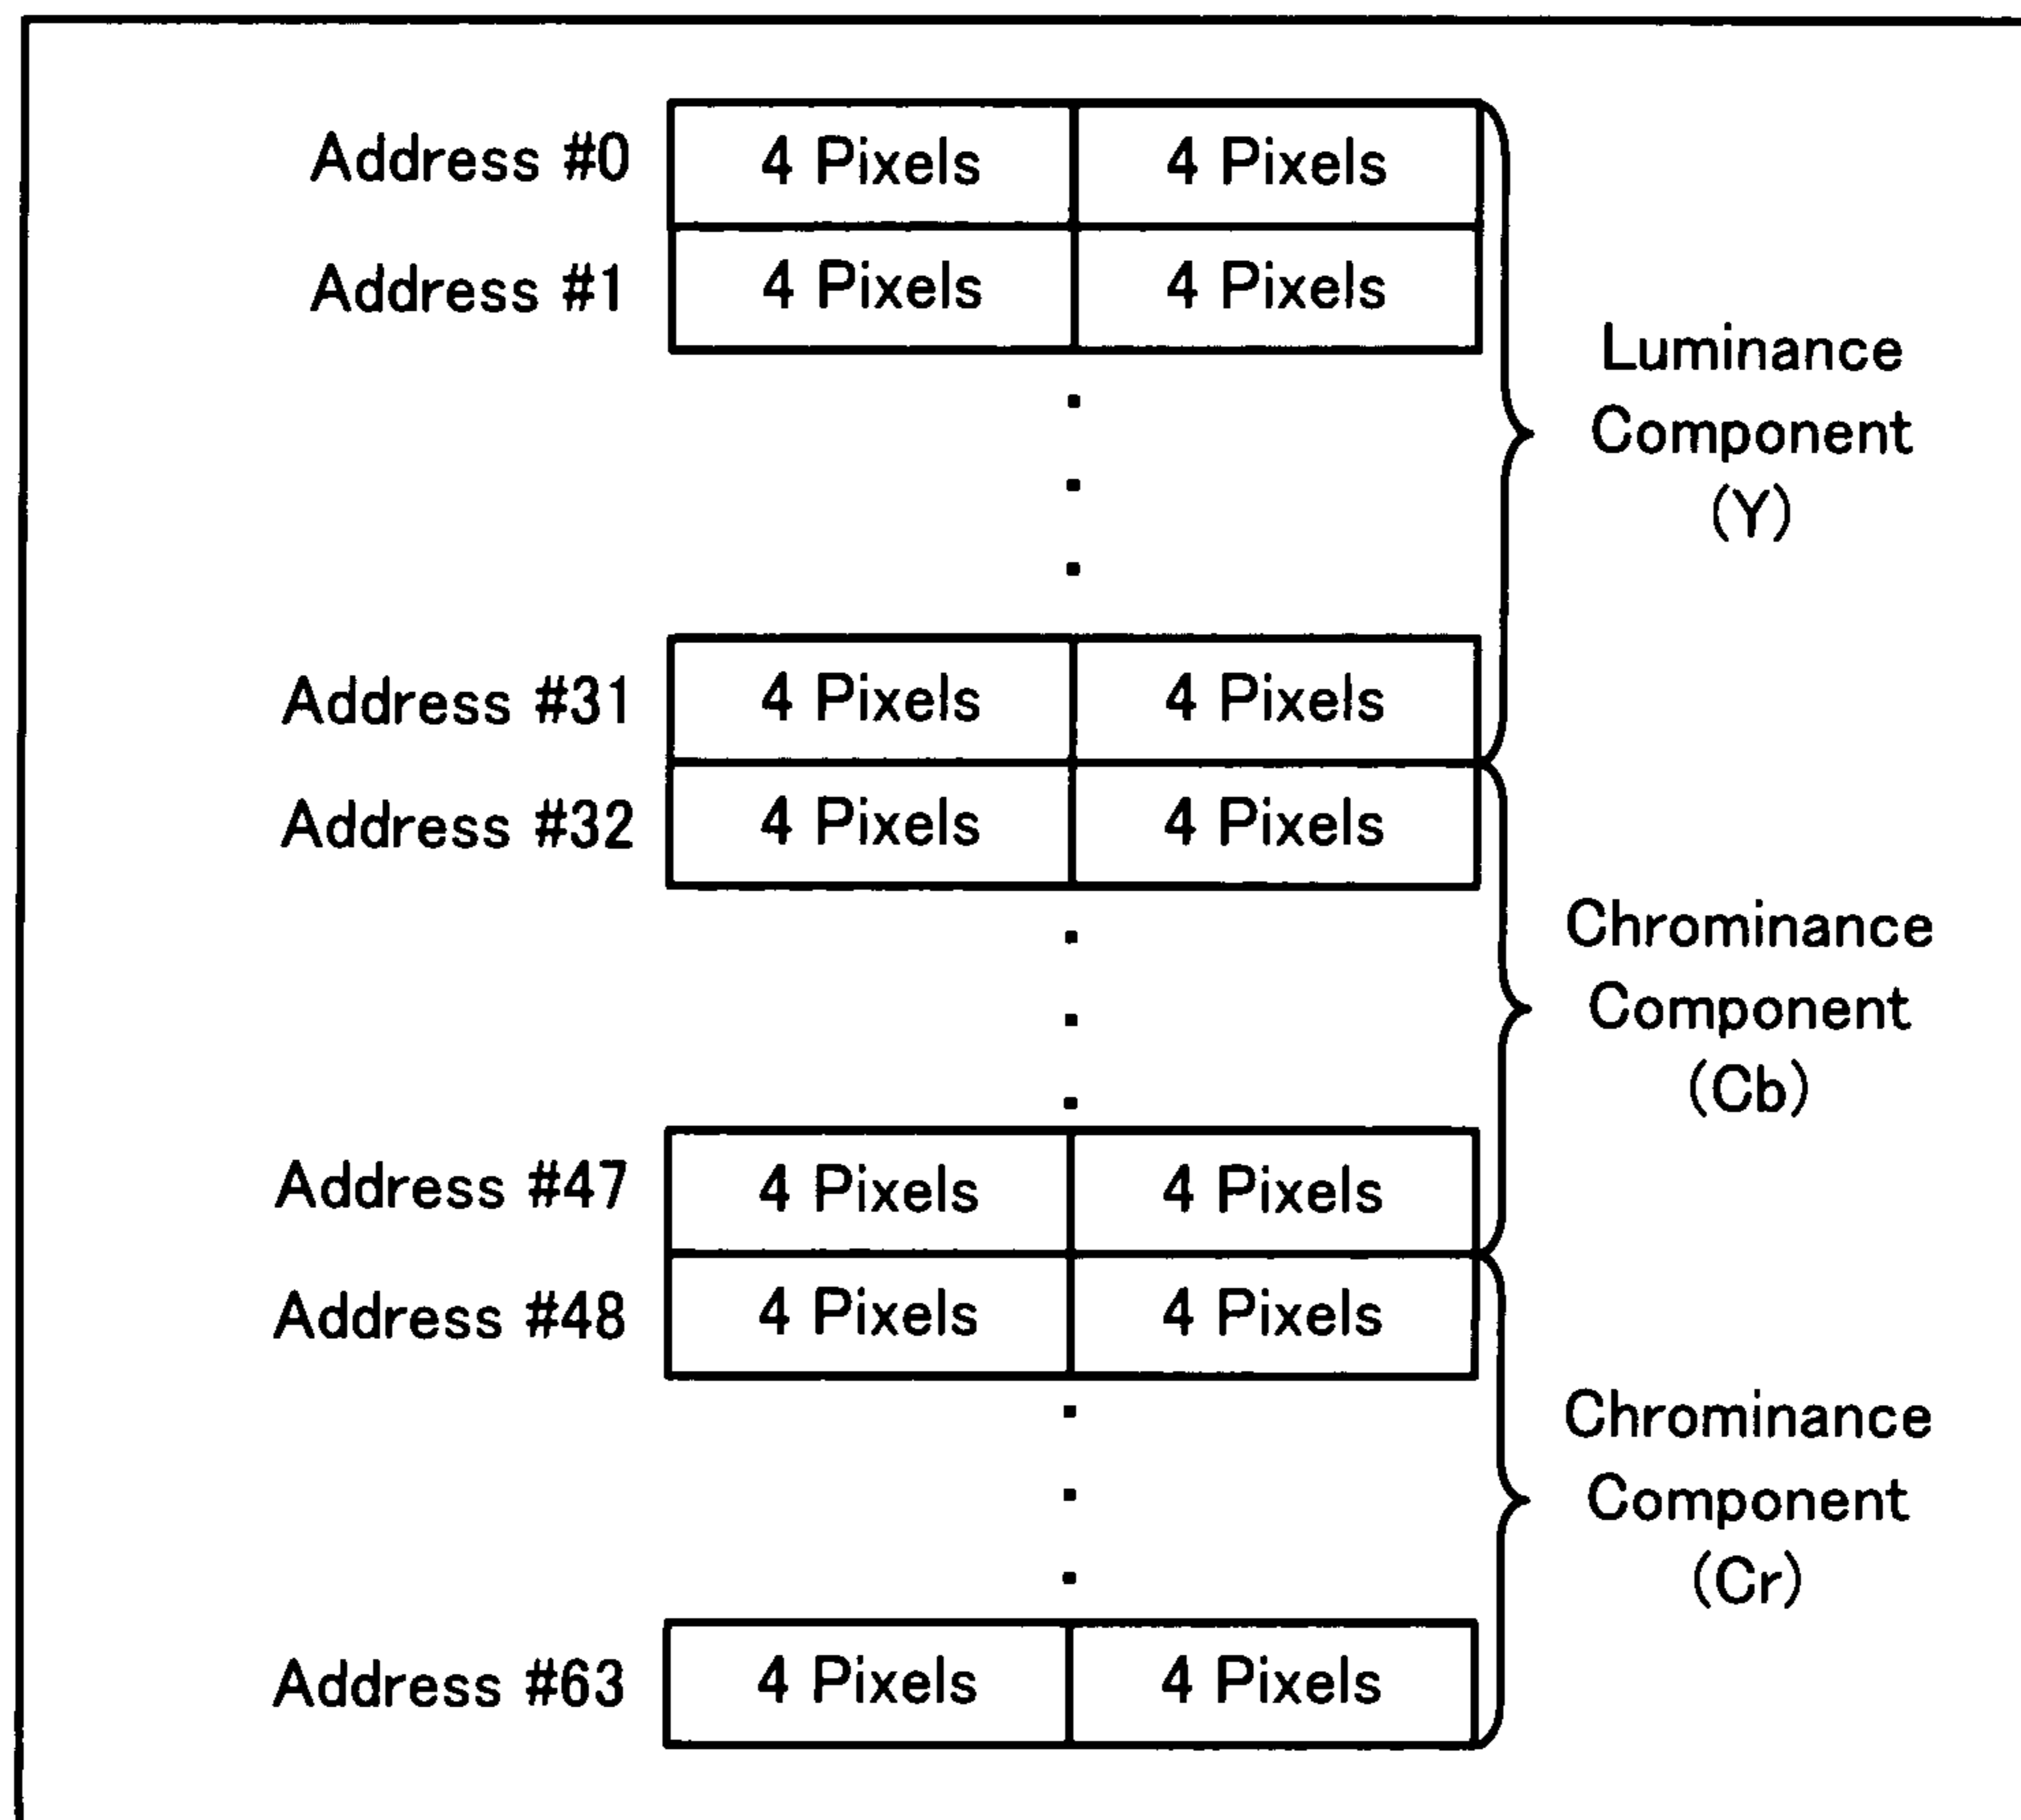 Address #0 4 Pixels 4 Pixels
Address #1 4 Pixels 4 Pixels
Luminance
Component
(Y)
Address #31 4 Pixels 4 Pixels
Address #32 4 Pixels 4 Pixels
Chrominance
Component
(Cb)
Address #47 4 Pixels 4 Pixels
Address #48 4 Pixels 4 Pixels
Chrominance
Component
(Cr)
Address #63 4 Pixels 4 Pixels